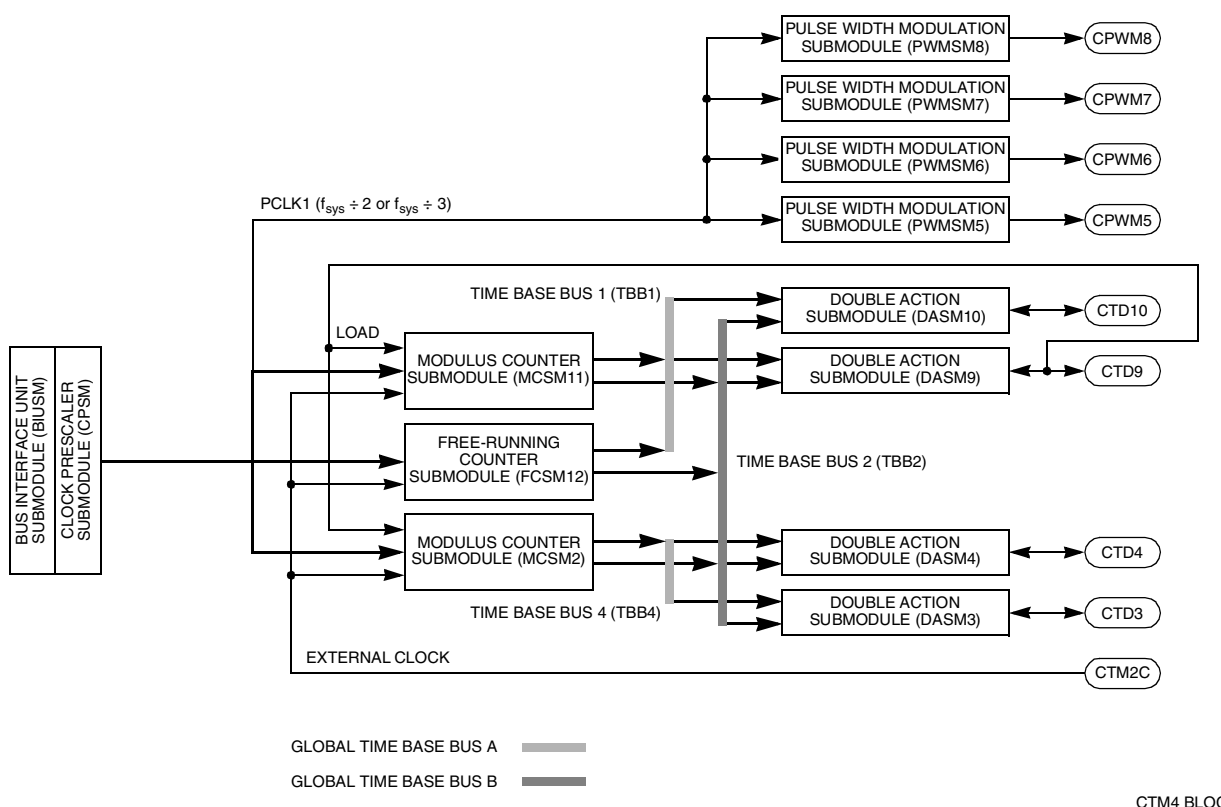 PULSE WIDTH MODULATION
SUBMODULE (PWMSM8)
CPWM8
PULSE WIDTH MODULATION
SUBMODULE (PWMSM7)
CPWM7
PULSE WIDTH MODULATION
SUBMODULE (PWMSM6)
CPWM6
PCLK1 (fsys ÷ 2 or fsys ÷ 3)
PULSE WIDTH MODULATION
SUBMODULE (PWMSM5)
CPWM5
TIME BASE BUS 1 (TBB1)
DOUBLE ACTION
SUBMODULE (DASM10)
CTD10
LOAD
MODULUS COUNTER
SUBMODULE (MCSM11)
DOUBLE ACTION
SUBMODULE (DASM9)
CTD9
BUS INTERFACE UNIT
SUBMODULE (BIUSM)
CLOCK PRESCALER
SUBMODULE (CPSM)
FREE-RUNNING
COUNTER
SUBMODULE (FCSM12)
TIME BASE BUS 2 (TBB2)
MODULUS COUNTER
SUBMODULE (MCSM2)
DOUBLE ACTION
SUBMODULE (DASM4)
CTD4
TIME BASE BUS 4 (TBB4)
DOUBLE ACTION
SUBMODULE (DASM3)
CTD3
EXTERNAL CLOCK
CTM2C
GLOBAL TIME BASE BUS A
GLOBAL TIME BASE BUS B
CTM4 BLOC